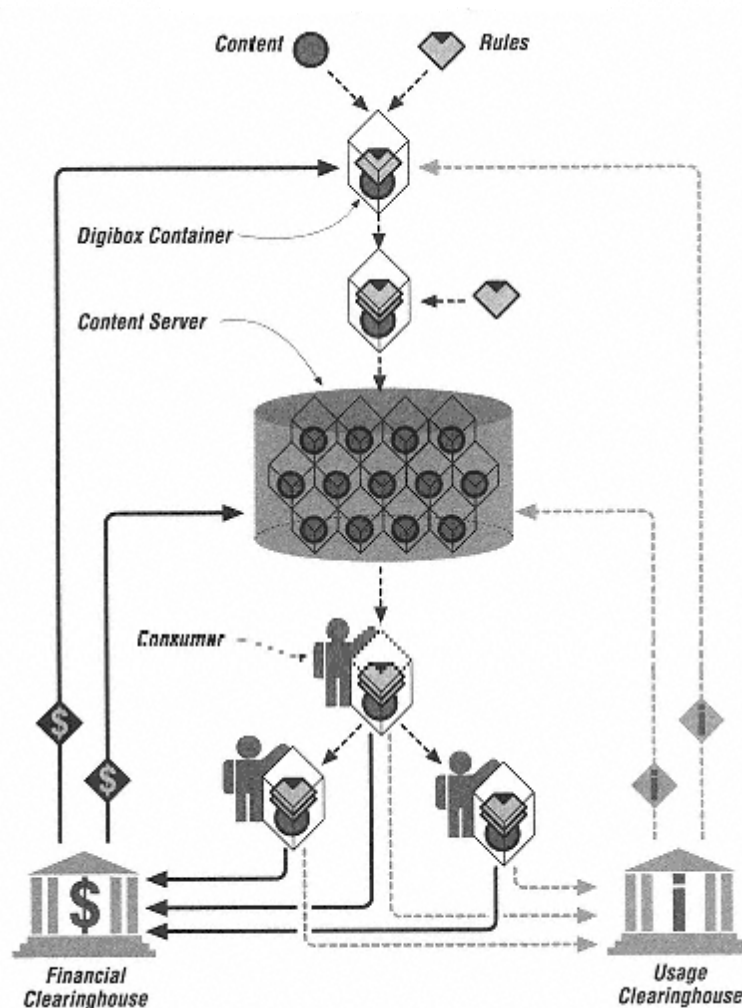 Content
Rules
Digibox Container
Content Server
Consumer
$
i
$
i
$
i
Financial
Clearinghouse
Usage
Clearinghouse